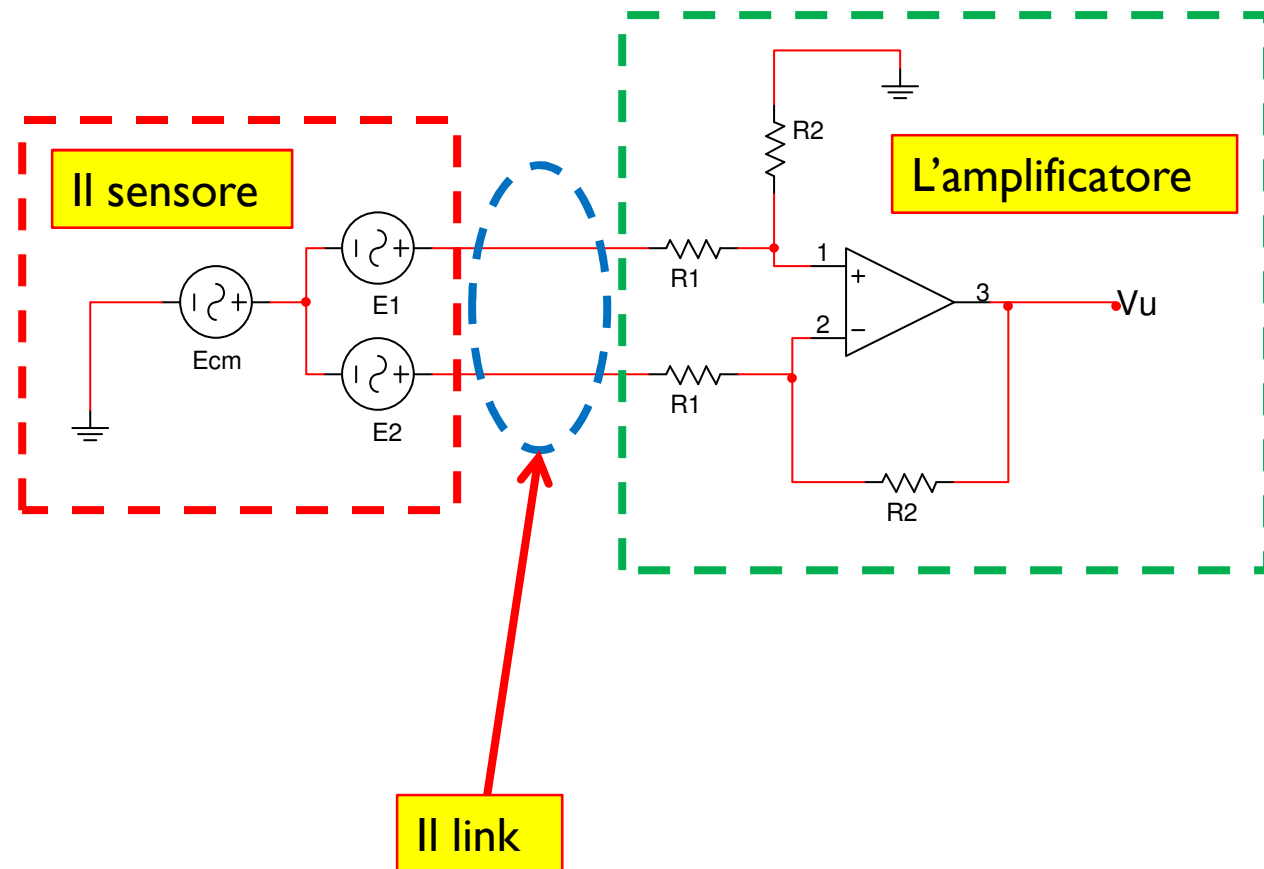 Il sensore
E1
Ecm
E2
R2
L'amplificatore
R1
1
+
3
Vu
2
−
R1
R2
Il link